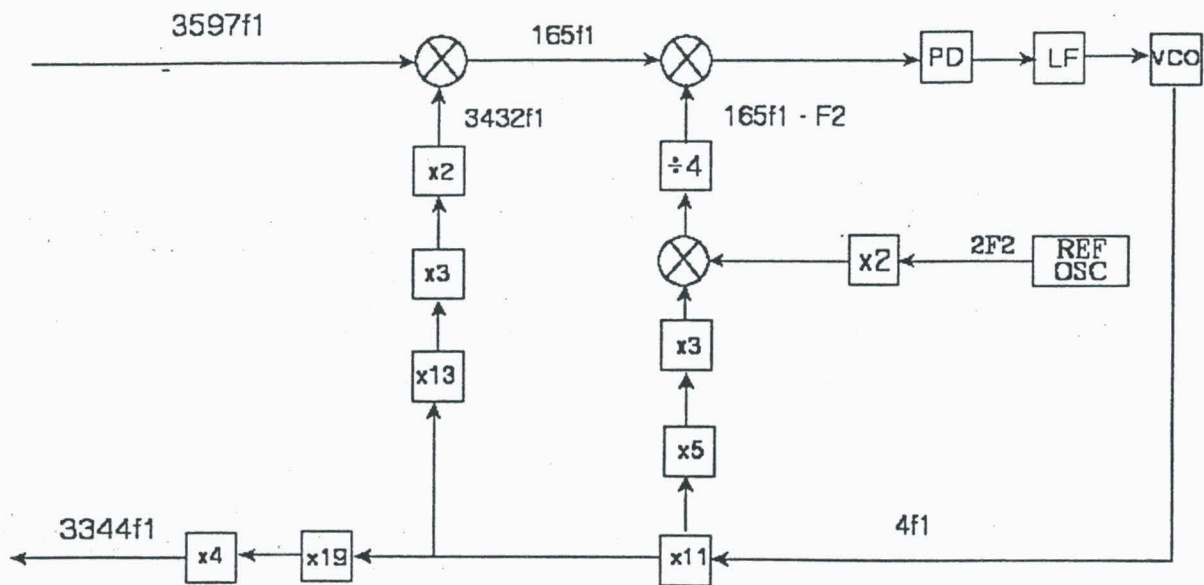 3597f1
165f1
PD
LF
VCO
3432f1
165f1 - F2
x2
÷4
x3
x2
2F2
REF
OSC
x13
x3
x5
3344f1
x4
x19
x11
4f1